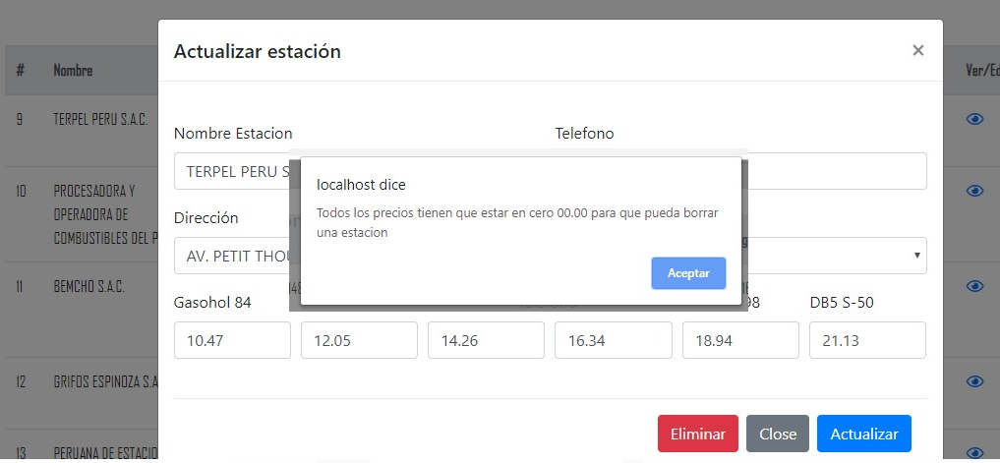 Actualizar estación
×
# Nombre Ver/Ed
9 TERPEL PERU S.A.C.
10 PROCESADORA Y
OPERADORA DE
COMBUSTIBLES DEL P
11 BEMCHO S.A.C.
12 GRIFOS ESPINOZA S.A
13 PERUANA DE ESTACIO
Nombre Estacion Telefono
TERPEL PERU S
localhost dice
Todos los precios tienen que estar en cero 00.00 para que pueda borrar
una estacion
Aceptar
Dirección
AV. PETIT THOU
Gasohol 84 98 DB5 S-50
10.47 12.05 14.26 16.34 18.94 21.13
Eliminar Close Actualizar